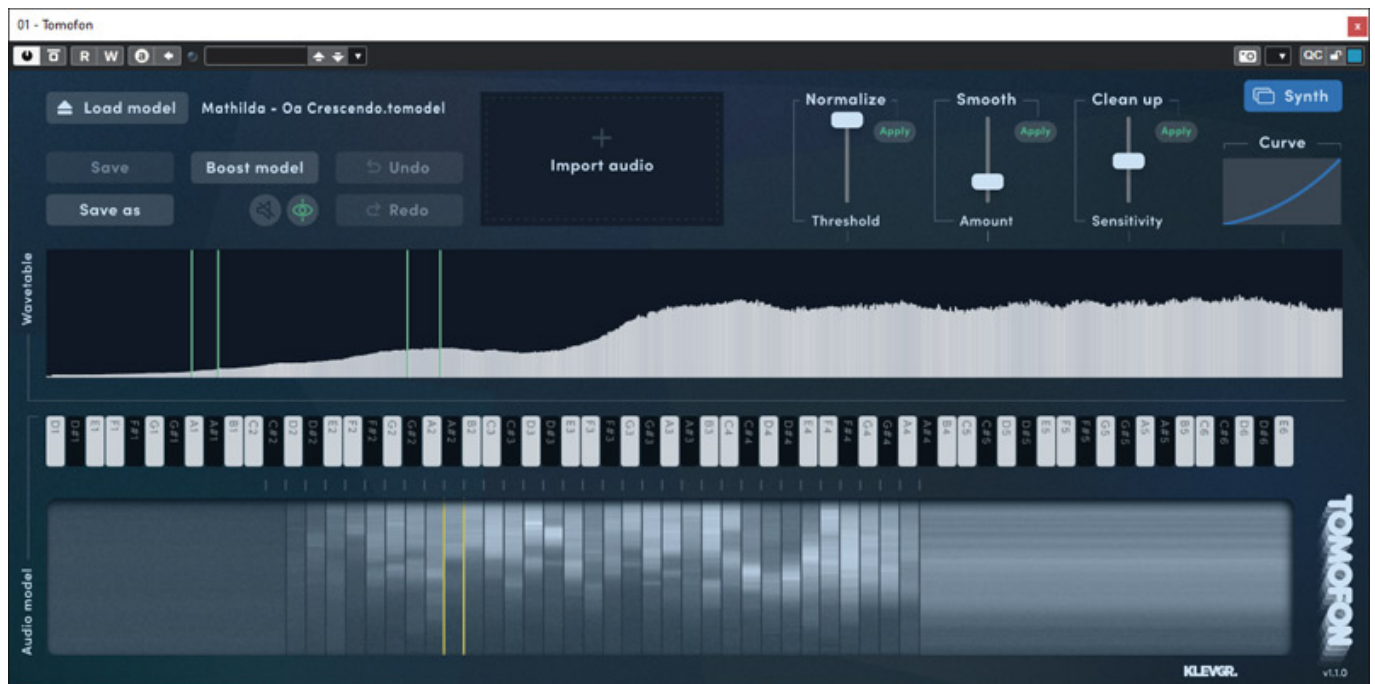 01 - Tomofon
x
R W a QC
Load model Mathilda - Oa Crescendo.tomodel
Import audio
Normalize Smooth Clean up Synth
Apply Apply Apply
Curve
Save Boost model Undo
Save as Redo
Threshold Amount Sensitivity
Wavetable
D1 D#1 E1 F1 F#1 G1 G#1 A1 A#1 B1 C2 C#2 D2 D#2 E2 F2 F#2 G2 G#2 A2 A#2 B2 C3 C#3 D3 D#3 E3 F3 F#3 G3 G#3 A3 A#3 B3 C4 C#4 D4 D#4 E4 F4 F#4 G4 G#4 A4 A#4 B4 C5 C#5 D5 D#5 E5 F5 F#5 G5 G#5 A5 A#5 B5 C6 C#6 D6 D#6 E6
Audio model
TOMOFON
KLEVGR.
v1.1.0